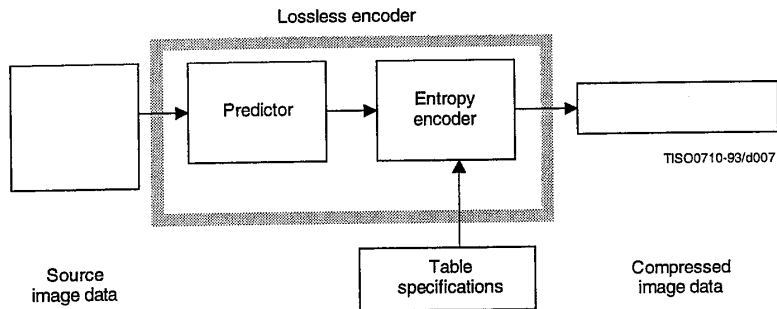 Lossless encoder
Predictor
Entropy
encoder
TISO0710-93/d007
Table
specifications
Source
image data
Compressed
image data